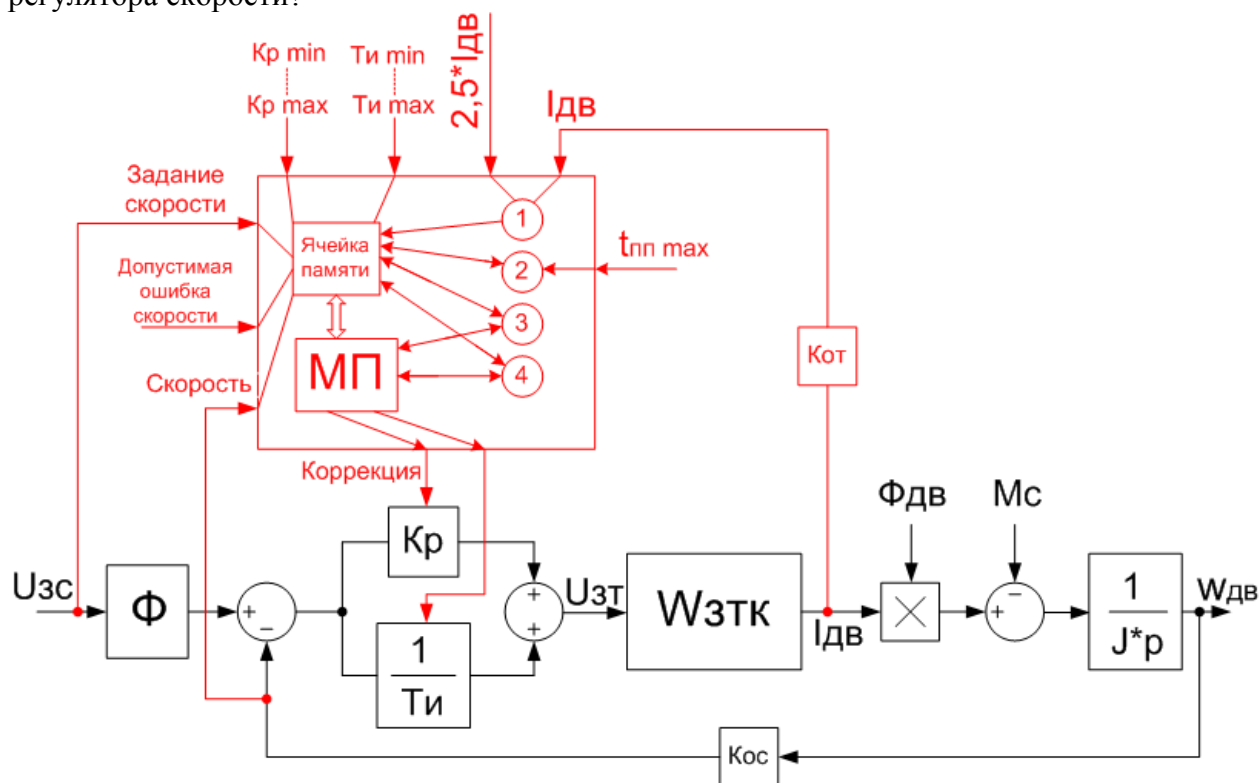 регулятора скорости?
Кр min
Кр max
Ти min
Ти max
2,5*Iдв
Iдв
Задание
скорости
Допустимая
ошибка
скорости
Скорость
Ячейка
памяти
МП
1
2
3
4
tпп max
Кот
Коррекция
Uзс
Ф
+
−
Кр
1
Ти
+
+
Uзт
Wзтк
Iдв
Фдв
×
Мс
+
−
1
J*p
wдв
Кос